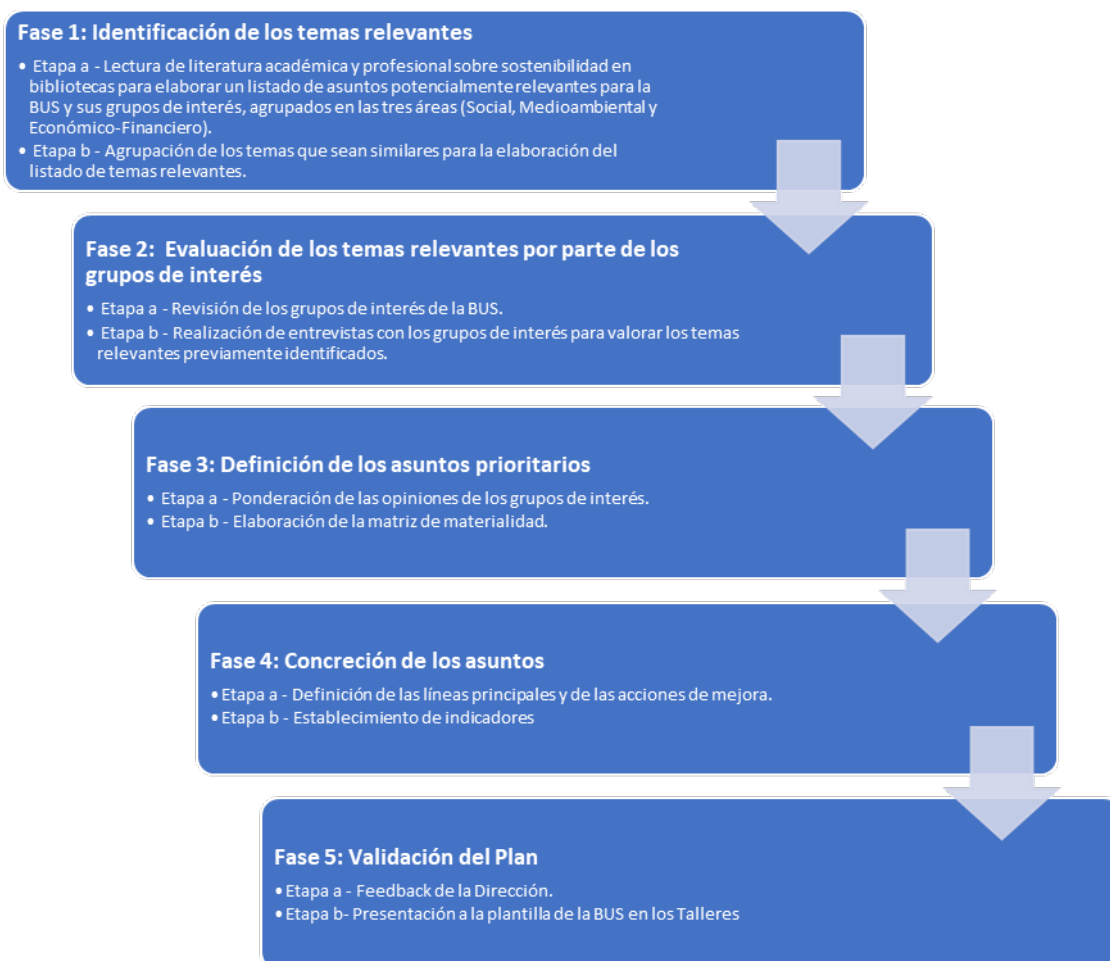 Fase 1: Identificación de los temas relevantes
• Etapa a - Lectura de literatura académica y profesional sobre sostenibilidad en
bibliotecas para elaborar un listado de asuntos potencialmente relevantes para la
BUS y sus grupos de interés, agrupados en las tres áreas (Social, Medioambiental y
Económico-Financiero).
• Etapa b - Agrupación de los temas que sean similares para la elaboración del
listado de temas relevantes.
Fase 2: Evaluación de los temas relevantes por parte de los
grupos de interés
• Etapa a - Revisión de los grupos de interés de la BUS.
• Etapa b - Realización de entrevistas con los grupos de interés para valorar los temas
relevantes previamente identificados.
Fase 3: Definición de los asuntos prioritarios
• Etapa a - Ponderación de las opiniones de los grupos de interés.
• Etapa b - Elaboración de la matriz de materialidad.
Fase 4: Concreción de los asuntos
• Etapa a - Definición de las líneas principales y de las acciones de mejora.
• Etapa b - Establecimiento de indicadores
Fase 5: Validación del Plan
• Etapa a - Feedback de la Dirección.
• Etapa b- Presentación a la plantilla de la BUS en los Talleres